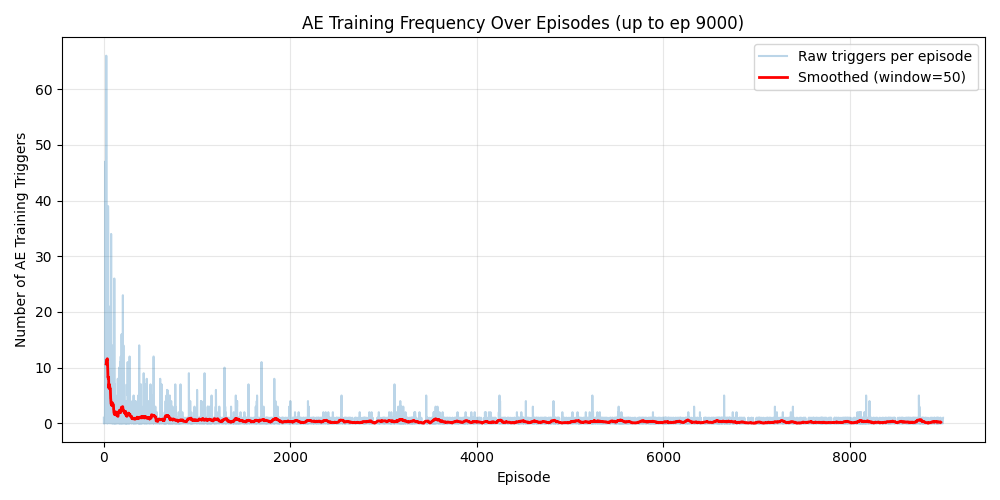 AE Training Frequency Over Episodes (up to ep 9000)
Raw triggers per episode
Smoothed (window=50)
Number of AE Training Triggers
60
50
40
30
20
10
0
0 2000 4000 6000 8000
Episode